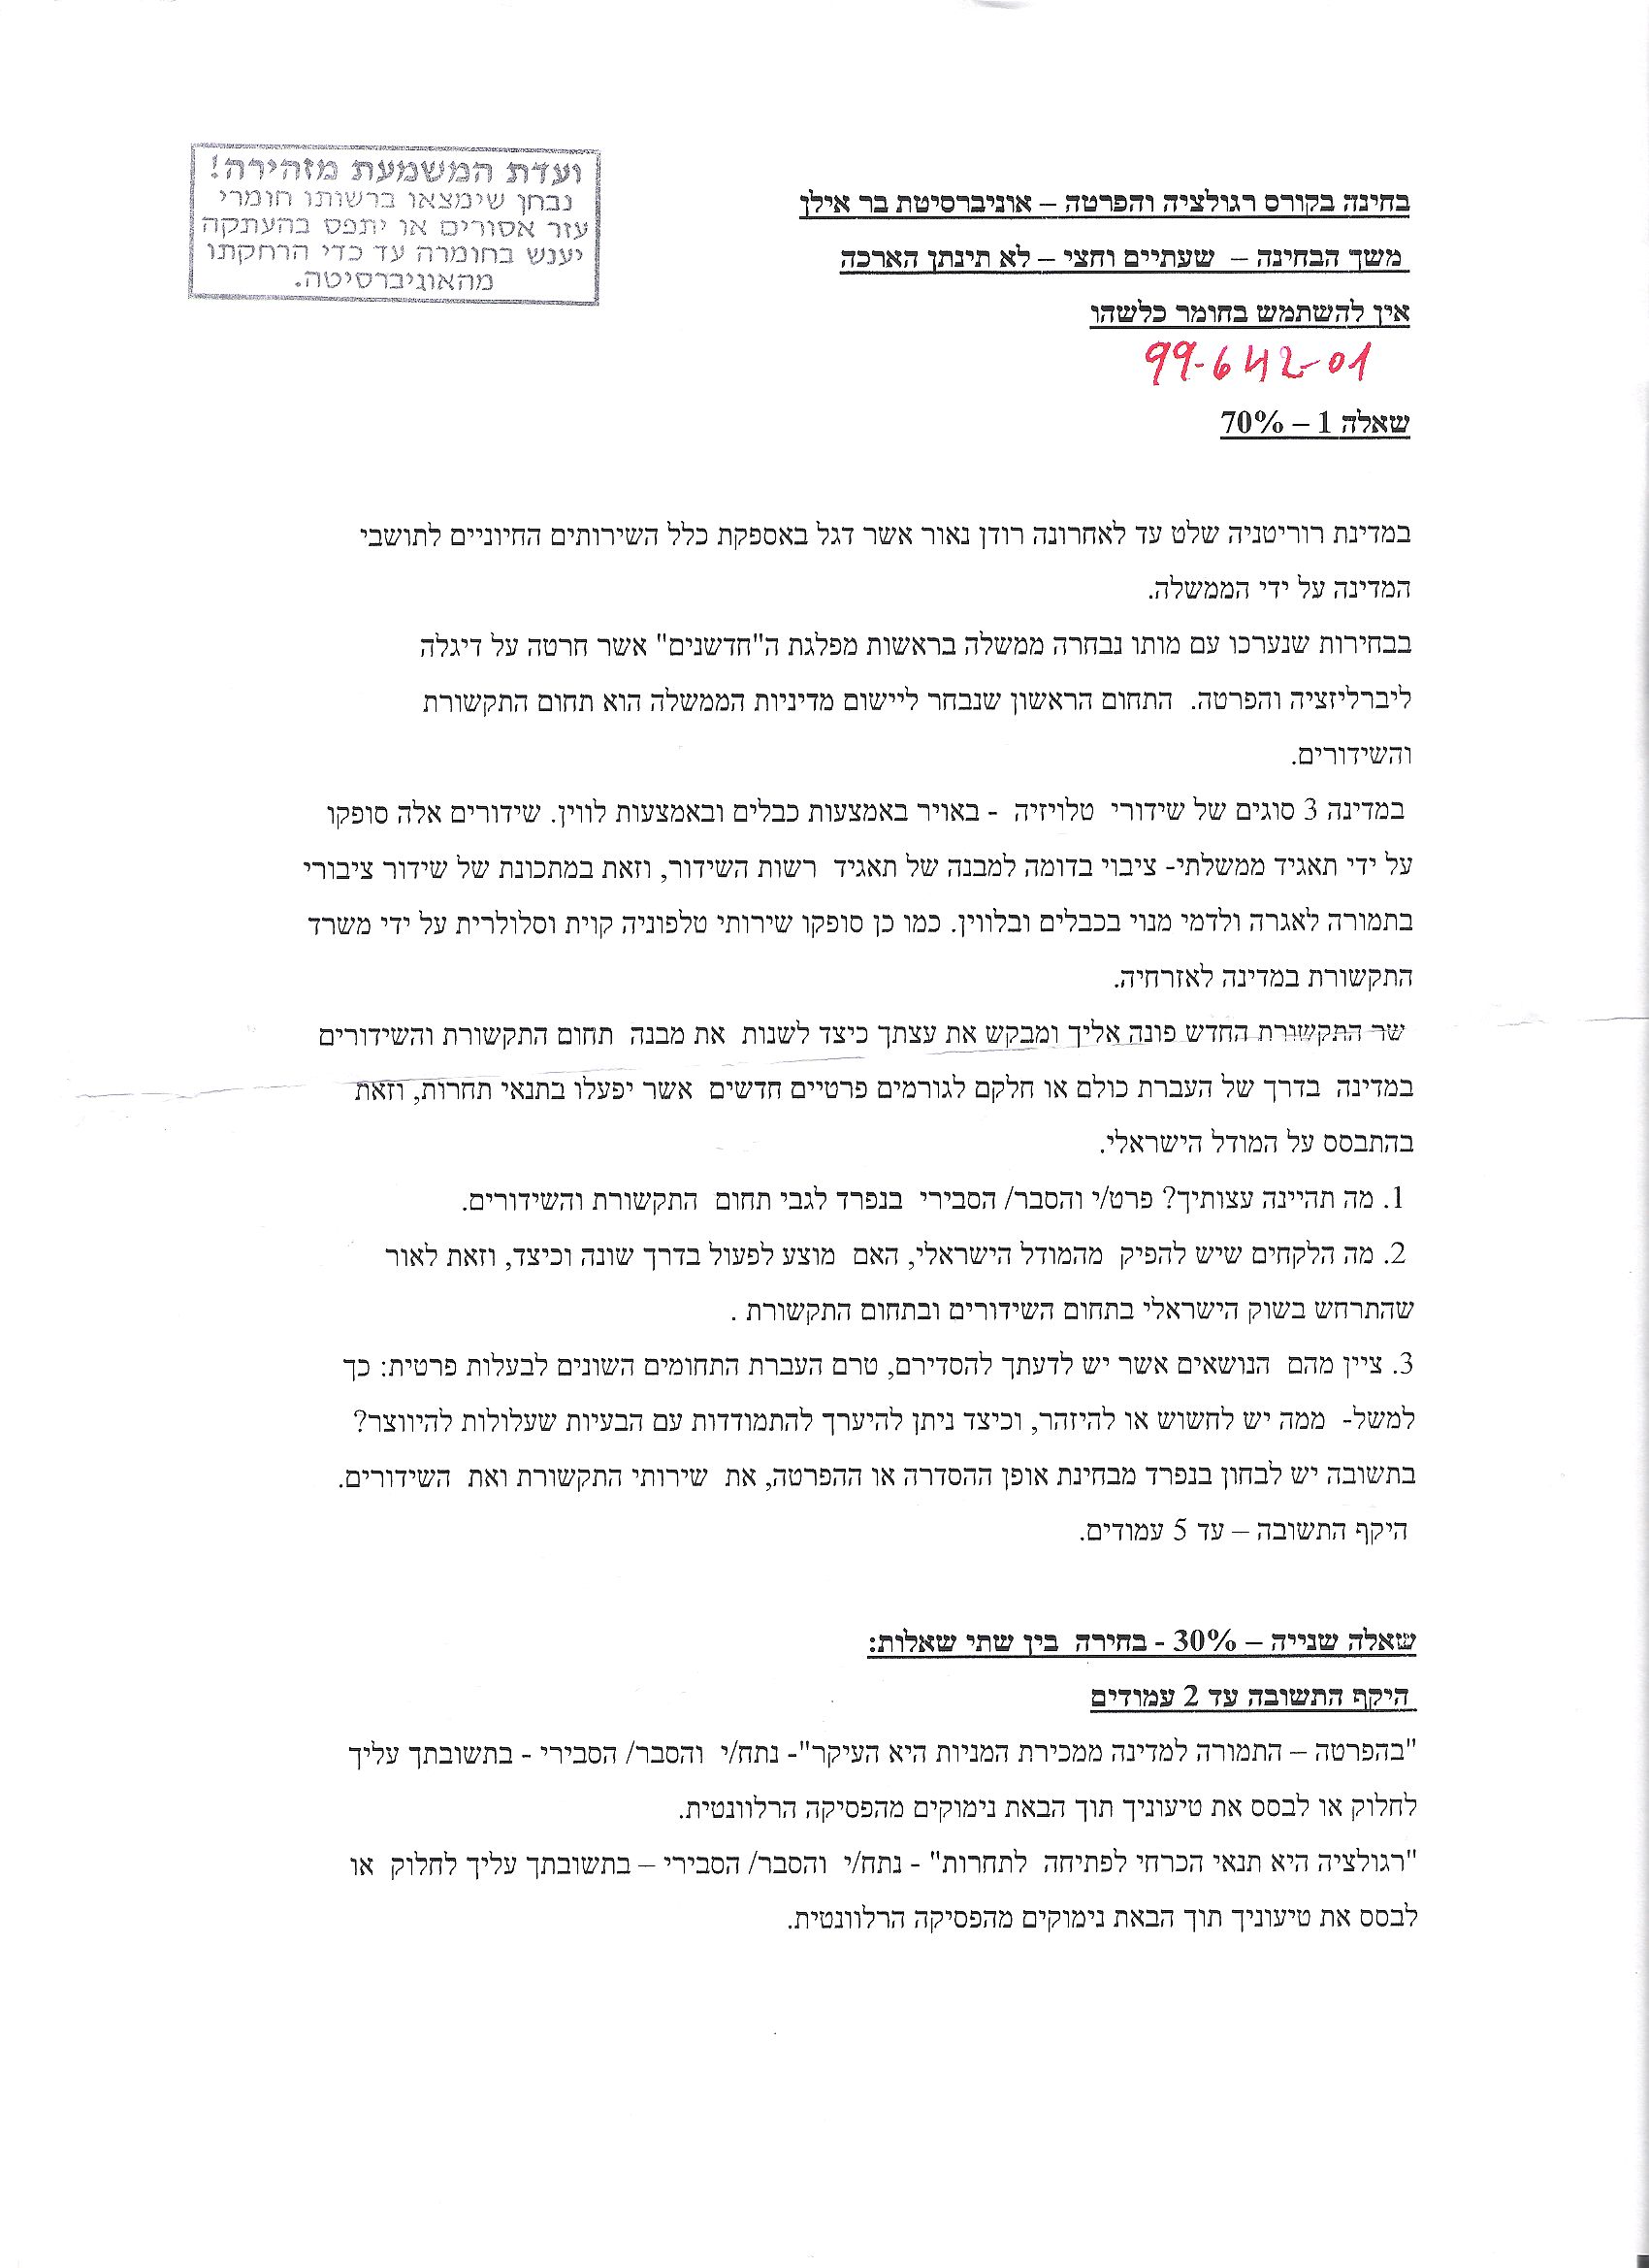 ועדת המשמעת מזהירה!
נבחן שימצאו ברשותו חומרי
עזר אסורים או יתפס בהעתקה
יענש בחומרה עד כדי הרחקתו
מהאוניברסיטה.
בחינה בקורס רגולציה והפרטה – אוניברסיטת בר אילן
משך הבחינה – שעתיים וחצי – לא תינתן הארכה
אין להשתמש בחומר כלשהו
99-642-01
שאלה 1 – 70%
במדינת רוריטניה שלט עד לאחרונה רודן נאור אשר דגל באספקת כלל השירותים החיוניים לתושבי
המדינה על ידי הממשלה.
בבחירות שנערכו עם מותו נבחרה ממשלה בראשות מפלגת ה"חדשנים" אשר חרטה על דיגלה
ליברליזציה והפרטה. התחום הראשון שנבחר ליישום מדיניות הממשלה הוא תחום התקשורת
והשידורים.
במדינה 3 סוגים של שידורי טלויזיה - באויר באמצעות כבלים ובאמצעות לווין. שידורים אלה סופקו
על ידי תאגיד ממשלתי- ציבוי בדומה למבנה של תאגיד רשות השידור, וזאת במתכונת של שידור ציבורי
בתמורה לאגרה ולדמי מנוי בכבלים ובלווין. כמו כן סופקו שירותי טלפוניה קוית וסלולרית על ידי משרד
התקשורת במדינה לאזרחיה.
שר התקשורת החדש פונה אליך ומבקש את עצתך כיצד לשנות את מבנה תחום התקשורת והשידורים
במדינה בדרך של העברת כולם או חלקם לגורמים פרטיים חדשים אשר יפעלו בתנאי תחרות, וזאת
בהתבסס על המודל הישראלי.
1. מה תהיינה עצותיך? פרט/י והסבר/ הסבירי בנפרד לגבי תחום התקשורת והשידורים.
2. מה הלקחים שיש להפיק מהמודל הישראלי, האם מוצע לפעול בדרך שונה וכיצד, וזאת לאור
שהתרחש בשוק הישראלי בתחום השידורים ובתחום התקשורת .
3. ציין מהם הנושאים אשר יש לדעתך להסדירם, טרם העברת התחומים השונים לבעלות פרטית: כך
למשל- ממה יש לחשוש או להיזהר, וכיצד ניתן להיערך להתמודדות עם הבעיות שעלולות להיווצר?
בתשובה יש לבחון בנפרד מבחינת אופן ההסדרה או ההפרטה, את שירותי התקשורת ואת השידורים.
היקף התשובה – עד 5 עמודים.
שאלה שנייה – 30% - בחירה בין שתי שאלות:
היקף התשובה עד 2 עמודים
"בהפרטה – התמורה למדינה ממכירת המניות היא העיקר"- נתח/י והסבר/ הסבירי - בתשובתך עליך
לחלוק או לבסס את טיעוניך תוך הבאת נימוקים מהפסיקה הרלוונטית.
"רגולציה היא תנאי הכרחי לפתיחה לתחרות" - נתח/י והסבר/ הסבירי – בתשובתך עליך לחלוק או
לבסס את טיעוניך תוך הבאת נימוקים מהפסיקה הרלוונטית.